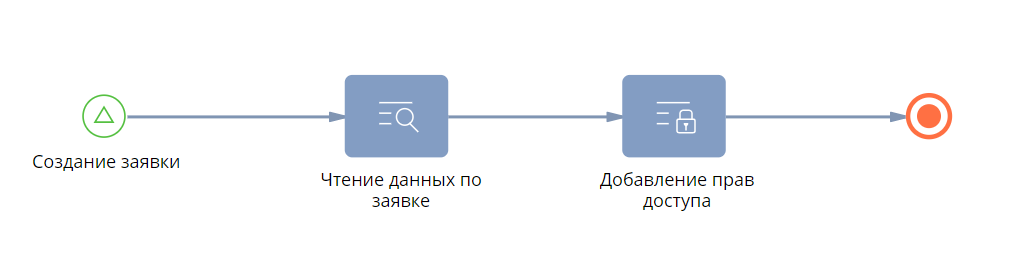 Создание заявки
Чтение данных по
заявке
Добавление прав
доступа